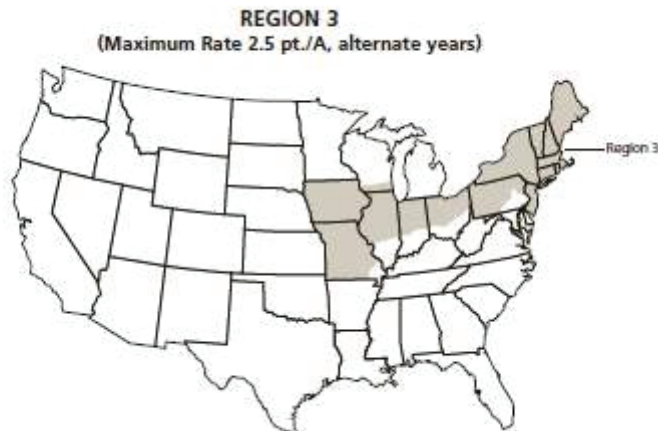 REGION 3
(Maximum Rate 2.5 pt./A, alternate years)
Region 3